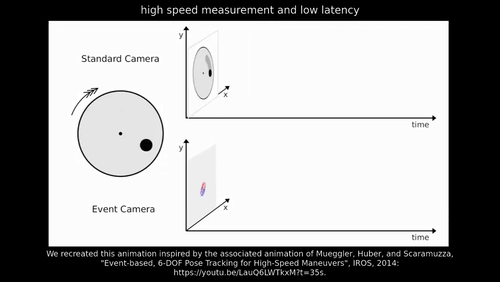 high speed measurement and low latency
Standard Camera
y
x
time
Event Camera
y
x
time
We recreated this animation inspired by the associated animation of Mueggler, Huber, and Scaramuzza,
"Event-based, 6-DOF Pose Tracking for High-Speed Maneuvers", IROS, 2014:
https://youtu.be/LauQ6LWTkxM?t=35s.